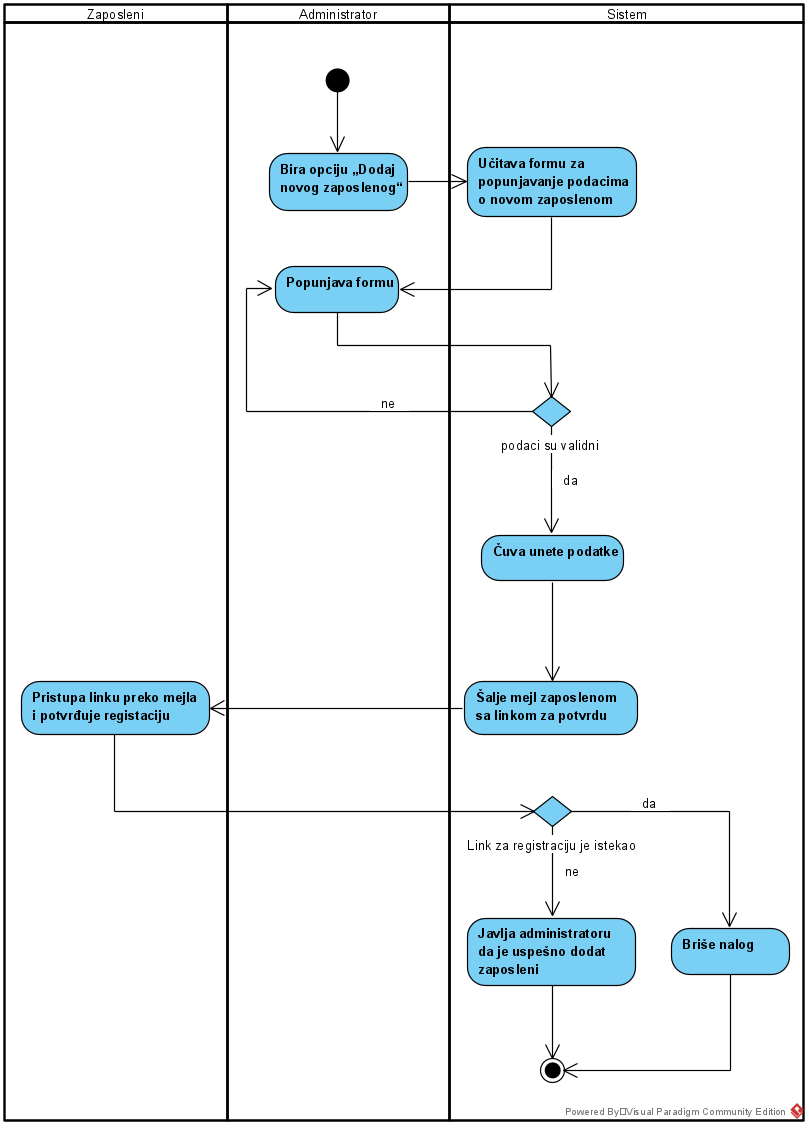 Zaposleni
Administrator
Sistem
Bira opciju „Dodaj
novog zaposlenog“
Učitava formu za
popunjavanje podacima
o novom zaposlenom
Popunjava formu
ne
podaci su validni
da
Čuva unete podatke
Pristupa linku preko mejla
i potvrđuje registaciju
Šalje mejl zaposlenom
sa linkom za potvrdu
da
Link za registraciju je istekao
ne
Javlja administratoru
da je uspešno dodat
zaposleni
Briše nalog
Powered By Visual Paradigm Community Edition